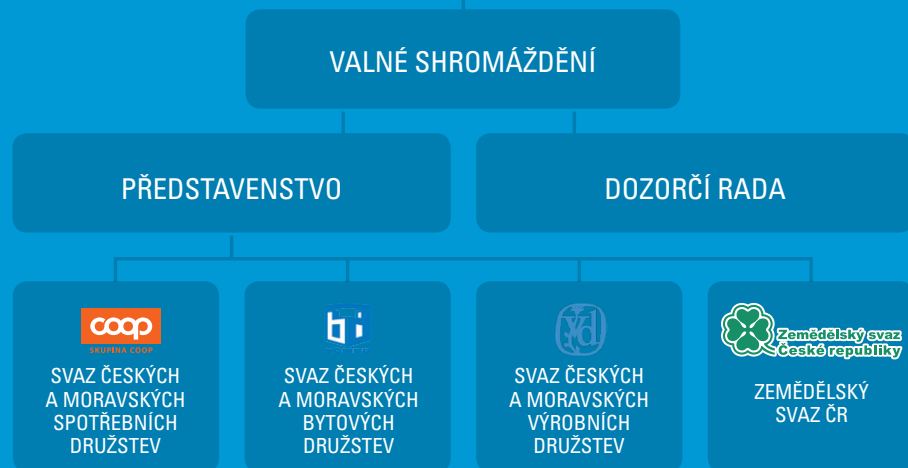 VALNÉ SHROMÁŽDĚNÍ
PŘEDSTAVENSTVO
DOZORČÍ RADA
coop
SKUPINA COOP
SVAZ ČESKÝCH
A MORAVSKÝCH
SPOTŘEBNÍCH
DRUŽSTEV
SVAZ ČESKÝCH
A MORAVSKÝCH
BYTOVÝCH
DRUŽSTEV
SVAZ ČESKÝCH
A MORAVSKÝCH
VÝROBNÍCH
DRUŽSTEV
Zemědělský svaz
České republiky
ZEMĚDĚLSKÝ
SVAZ ČR